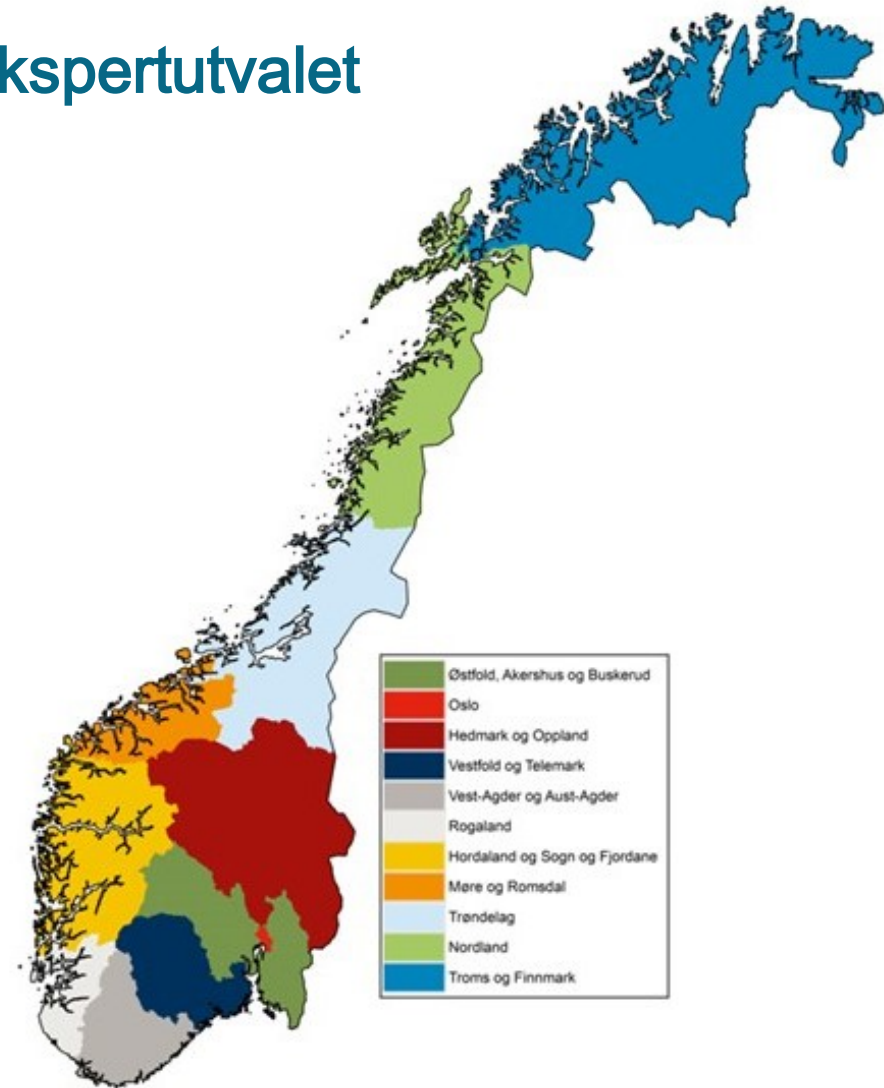 kspertutvalet
Østfold, Akershus og Buskerud
Oslo
Hedmark og Oppland
Vestfold og Telemark
Vest-Agder og Aust-Agder
Rogaland
Hordaland og Sogn og Fjordane
Møre og Romsdal
Trøndelag
Nordland
Troms og Finnmark